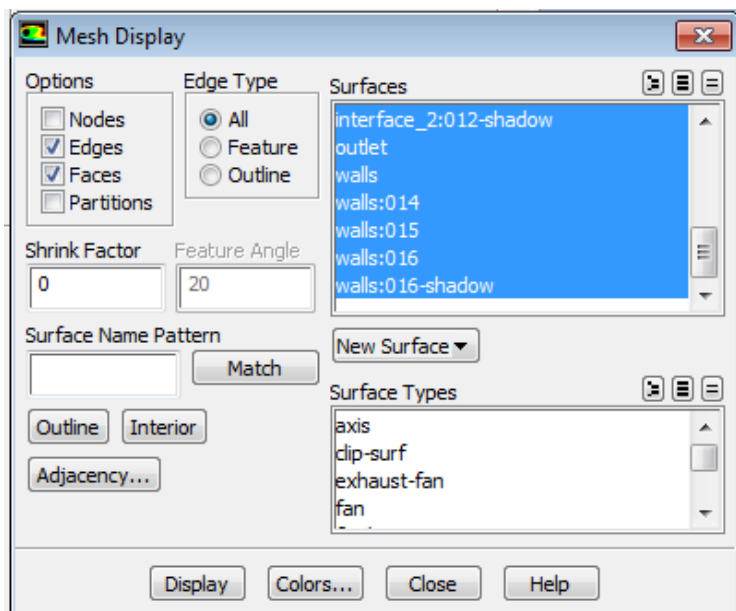 Mesh Display
Options
Nodes
Edges
Faces
Partitions
Edge Type
All
Feature
Outline
Shrink Factor
0
Feature Angle
20
Surface Name Pattern
Match
Outline
Interior
Adjacency...
Surfaces
interface_2:012-shadow
outlet
walls
walls:014
walls:015
walls:016
walls:016-shadow
New Surface
Surface Types
axis
clip-surf
exhaust-fan
fan
Display
Colors...
Close
Help